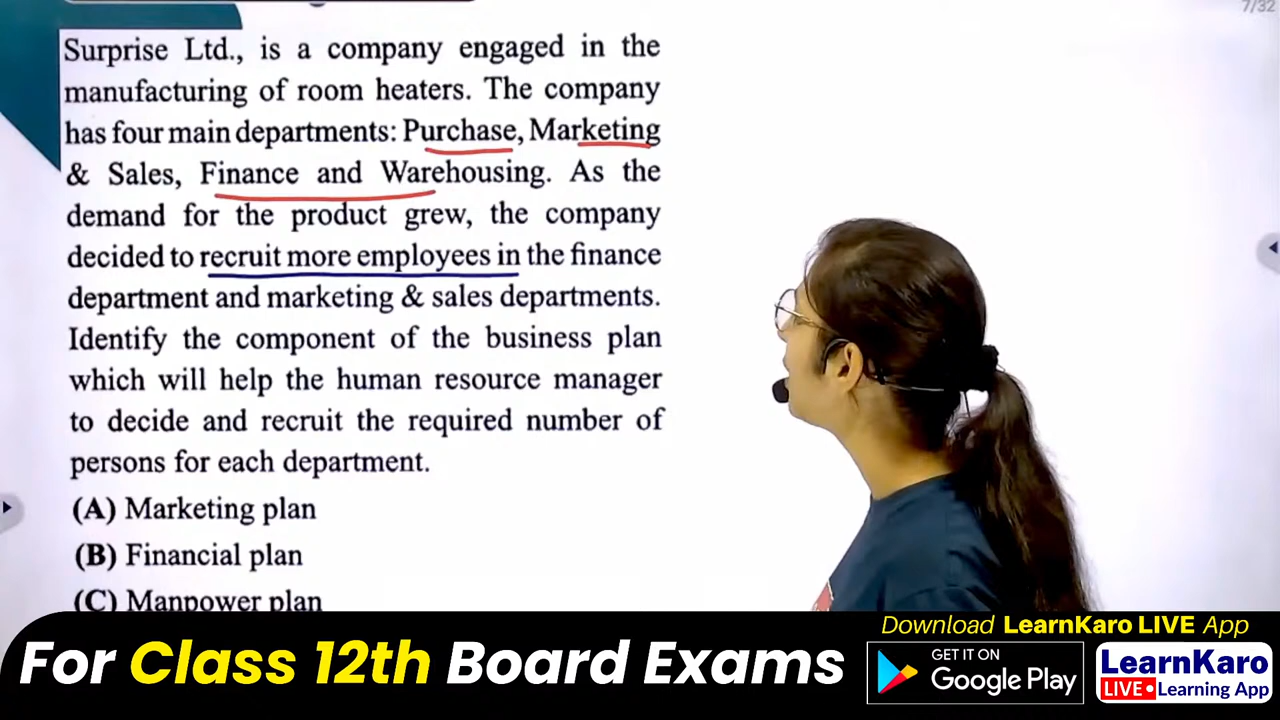 7/32
Surprise Ltd., is a company engaged in the
manufacturing of room heaters. The company
has four main departments: Purchase, Marketing
& Sales, Finance and Warehousing. As the
demand for the product grew, the company
decided to recruit more employees in the finance
department and marketing & sales departments.
Identify the component of the business plan
which will help the human resource manager
to decide and recruit the required number of
persons for each department.
(A) Marketing plan
(B) Financial plan
(C) Manpower plan
For Class 12th Board Exams
Download LearnKaro LIVE App
GET IT ON
Google Play
LearnKaro
LIVE Learning App